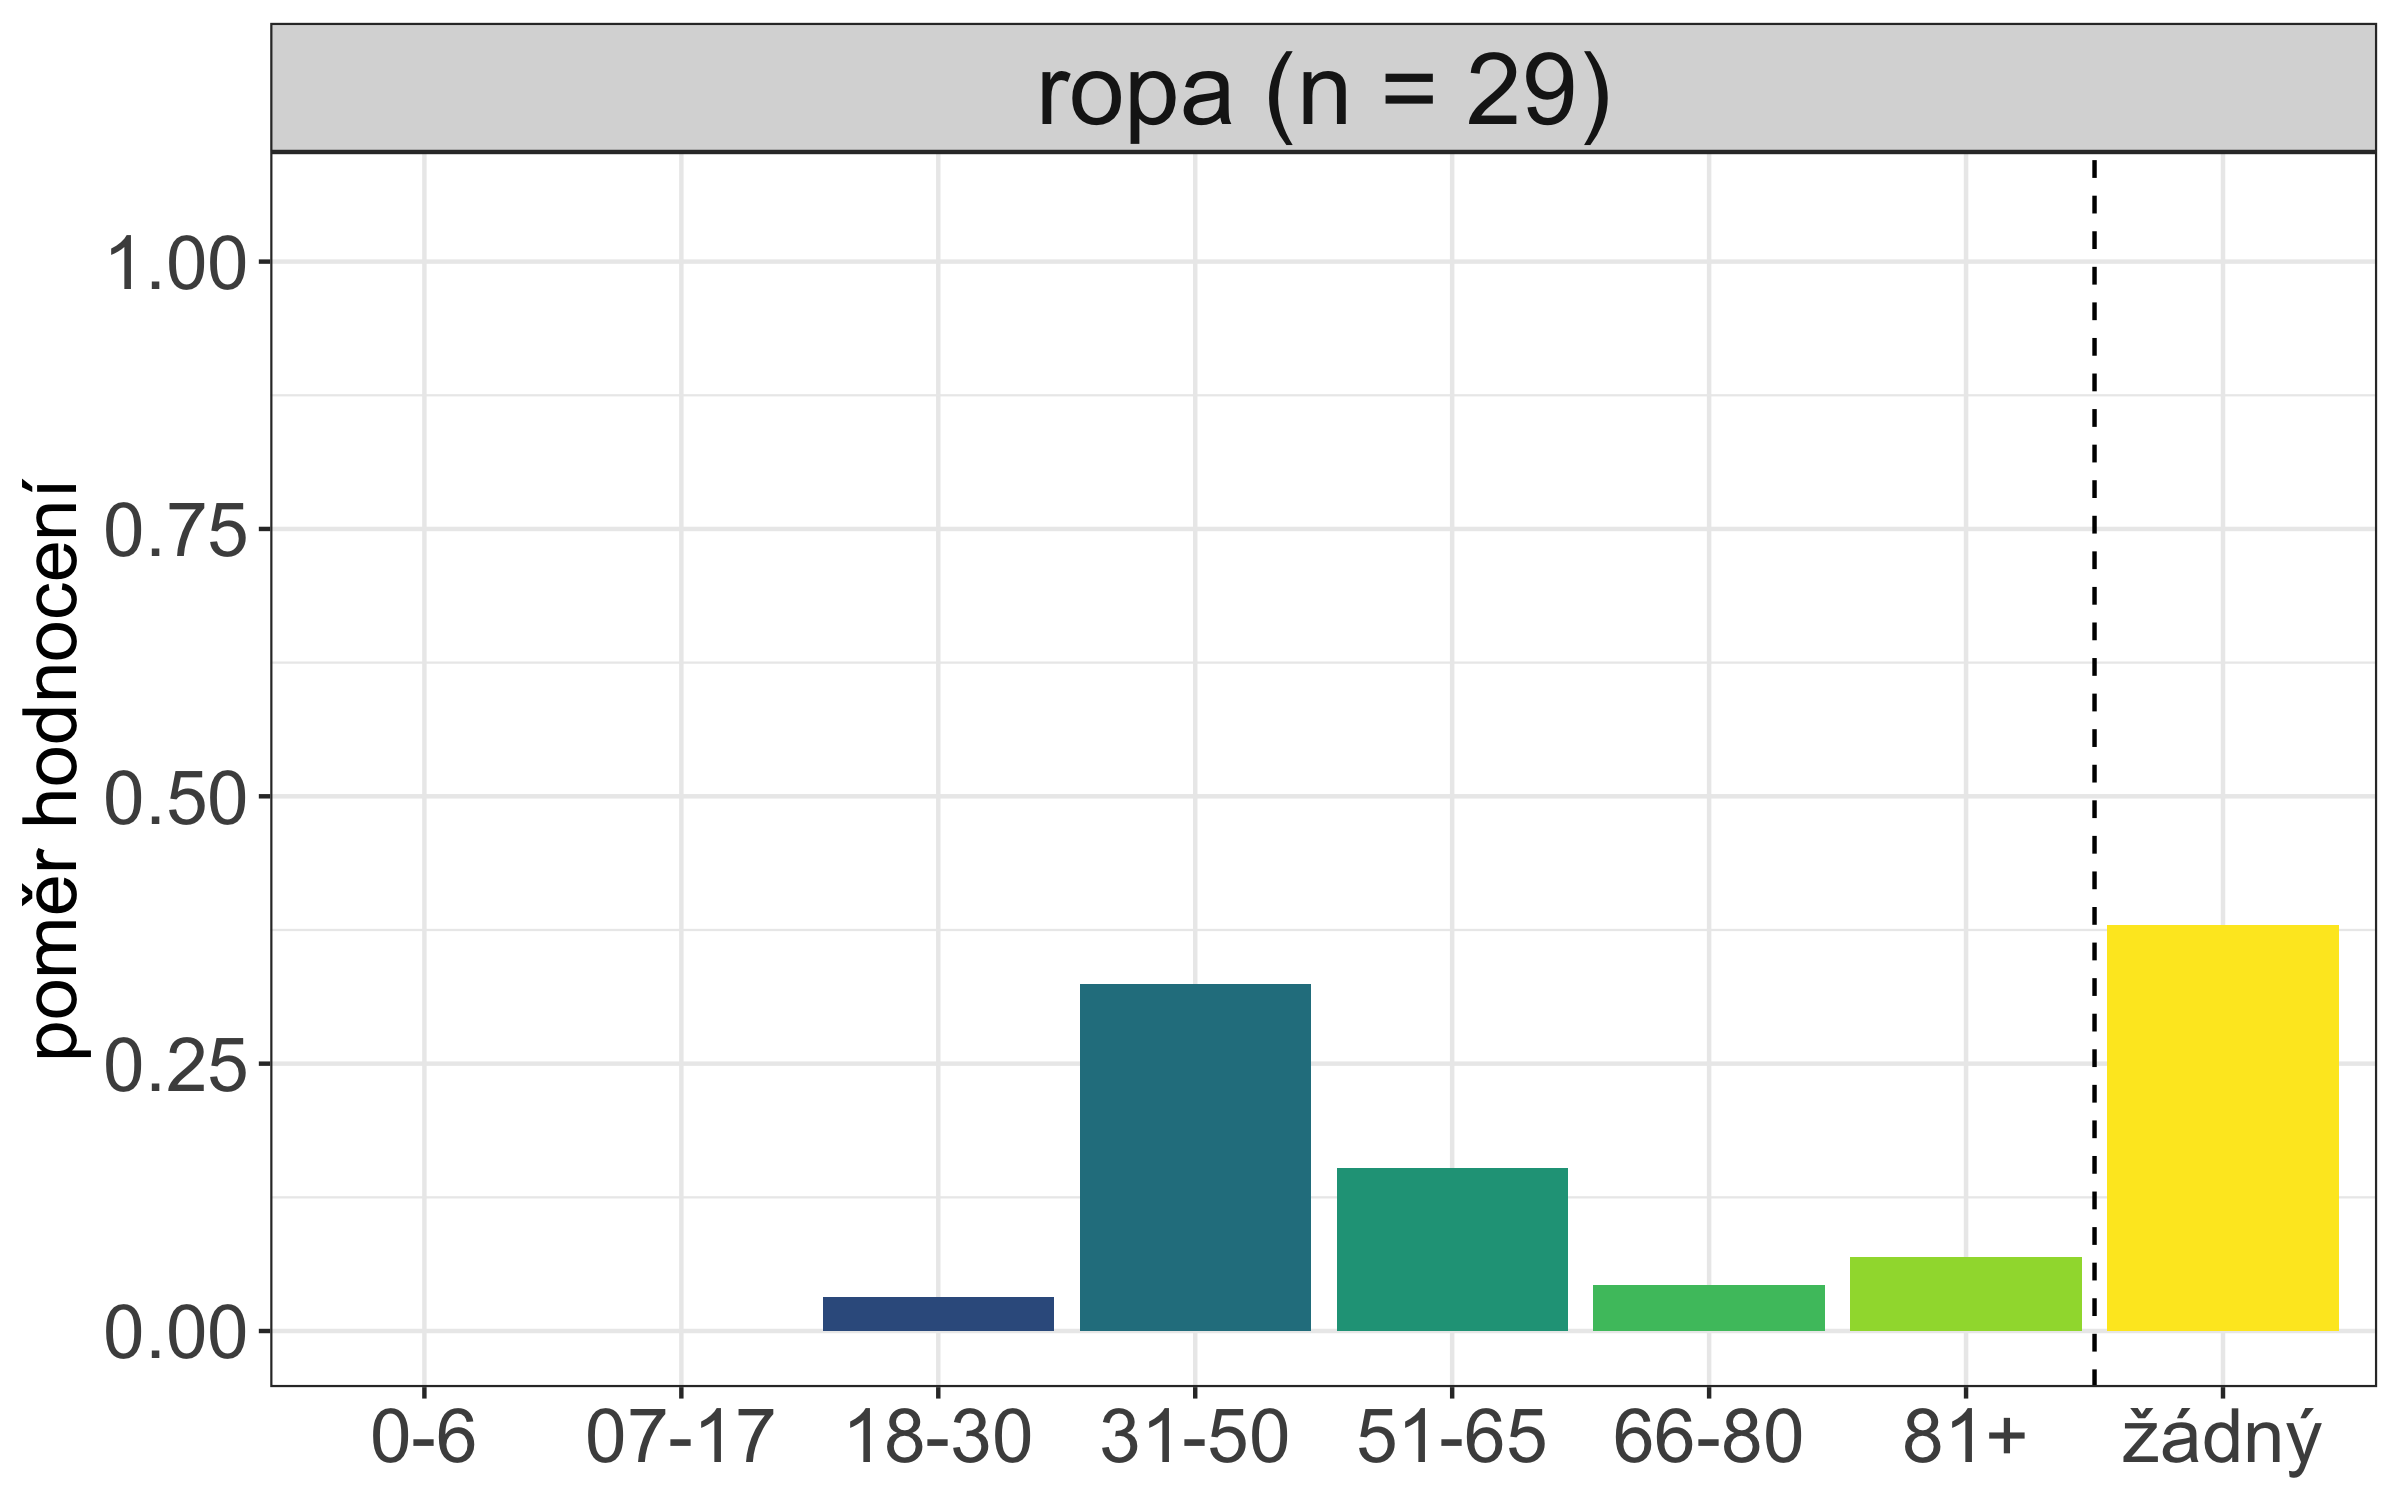 ropa (n = 29)
poměr hodnocení
1.00
0.75
0.50
0.25
0.00
0-6 07-17 18-30 31-50 51-65 66-80 81+ žádný